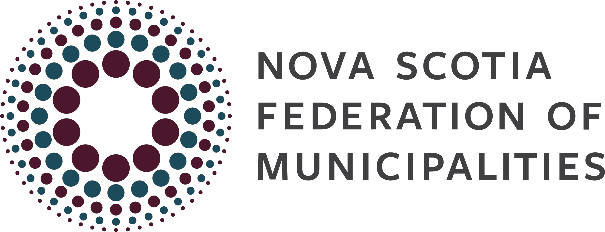 NOVA SCOTIA
FEDERATION OF
MUNICIPALITIES